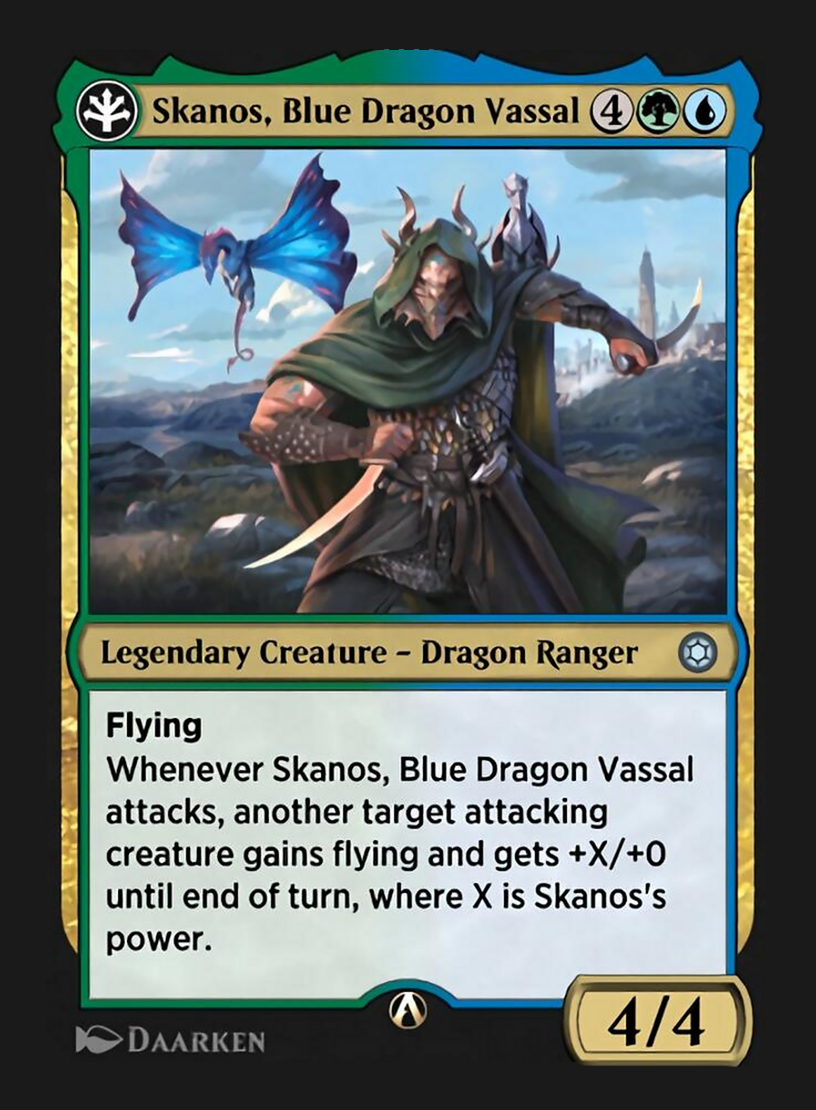 Skanos, Blue Dragon Vassal 4
Legendary Creature – Dragon Ranger
Flying
Whenever Skanos, Blue Dragon Vassal
attacks, another target attacking
creature gains flying and gets +X/+0
until end of turn, where X is Skanos's
power.
4/4
DAARKEN